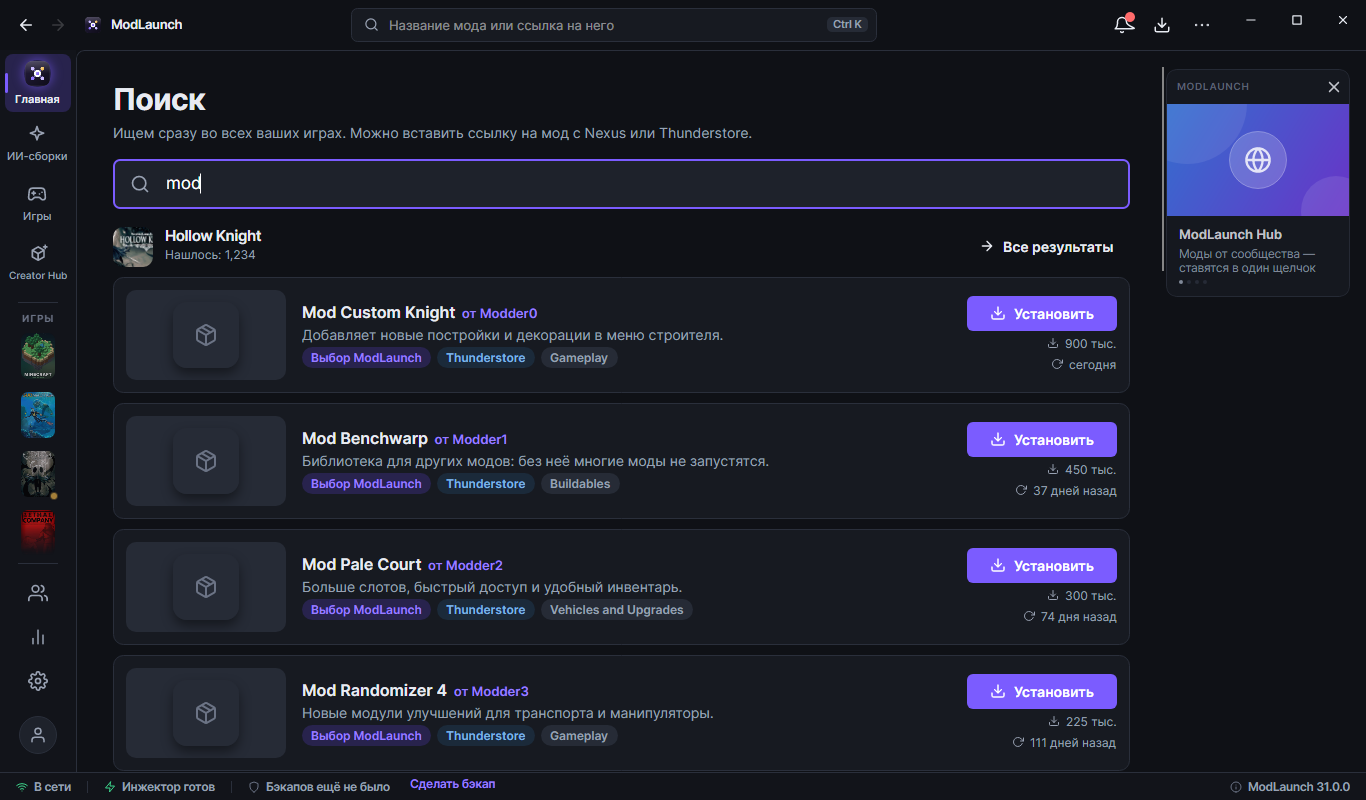 ModLaunch
Название мода или ссылка на него
Ctrl K
Главная
ИИ-сборки
Игры
Creator Hub
ИГРЫ
MINECRAFT
LETHAL
COMPANY
Поиск
Ищем сразу во всех ваших играх. Можно вставить ссылку на мод с Nexus или Thunderstore.
mod
HOLLOW K
Hollow Knight
Нашлось: 1,234
Все результаты
Mod Custom Knight от Modder0
Добавляет новые постройки и декорации в меню строителя.
Выбор ModLaunch Thunderstore Gameplay
Установить
900 тыс.
сегодня
Mod Benchwarp от Modder1
Библиотека для других модов: без неё многие моды не запустятся.
Выбор ModLaunch Thunderstore Buildables
Установить
450 тыс.
37 дней назад
Mod Pale Court от Modder2
Больше слотов, быстрый доступ и удобный инвентарь.
Выбор ModLaunch Thunderstore Vehicles and Upgrades
Установить
300 тыс.
74 дня назад
Mod Randomizer 4 от Modder3
Новые модули улучшений для транспорта и манипуляторы.
Выбор ModLaunch Thunderstore Gameplay
Установить
225 тыс.
111 дней назад
MODLAUNCH
ModLaunch Hub
Моды от сообщества —
ставятся в один щелчок
В сети
Инжектор готов
Бэкапов ещё не было
Сделать бэкап
ModLaunch 31.0.0